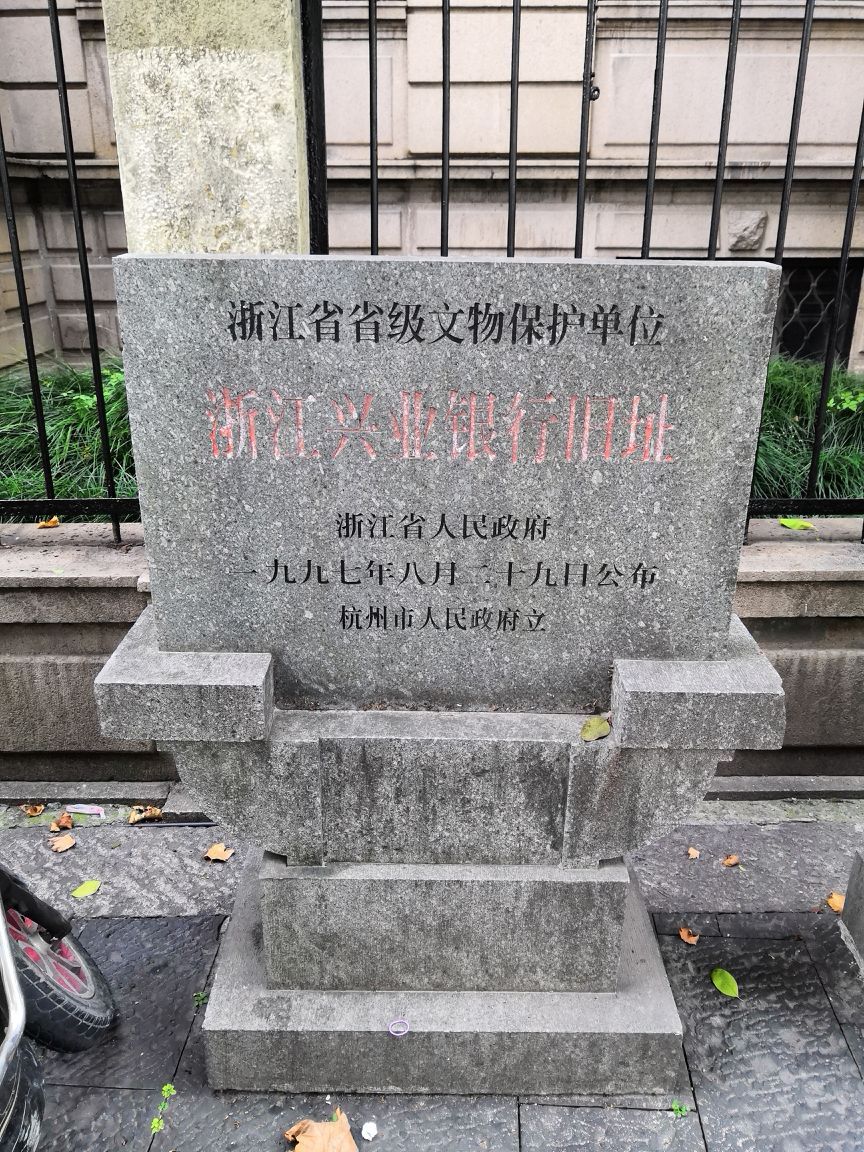 浙江省省级文物保护单位
浙江兴业银行旧址
浙江省人民政府
一九九七年八月二十九日公布
杭州市人民政府立